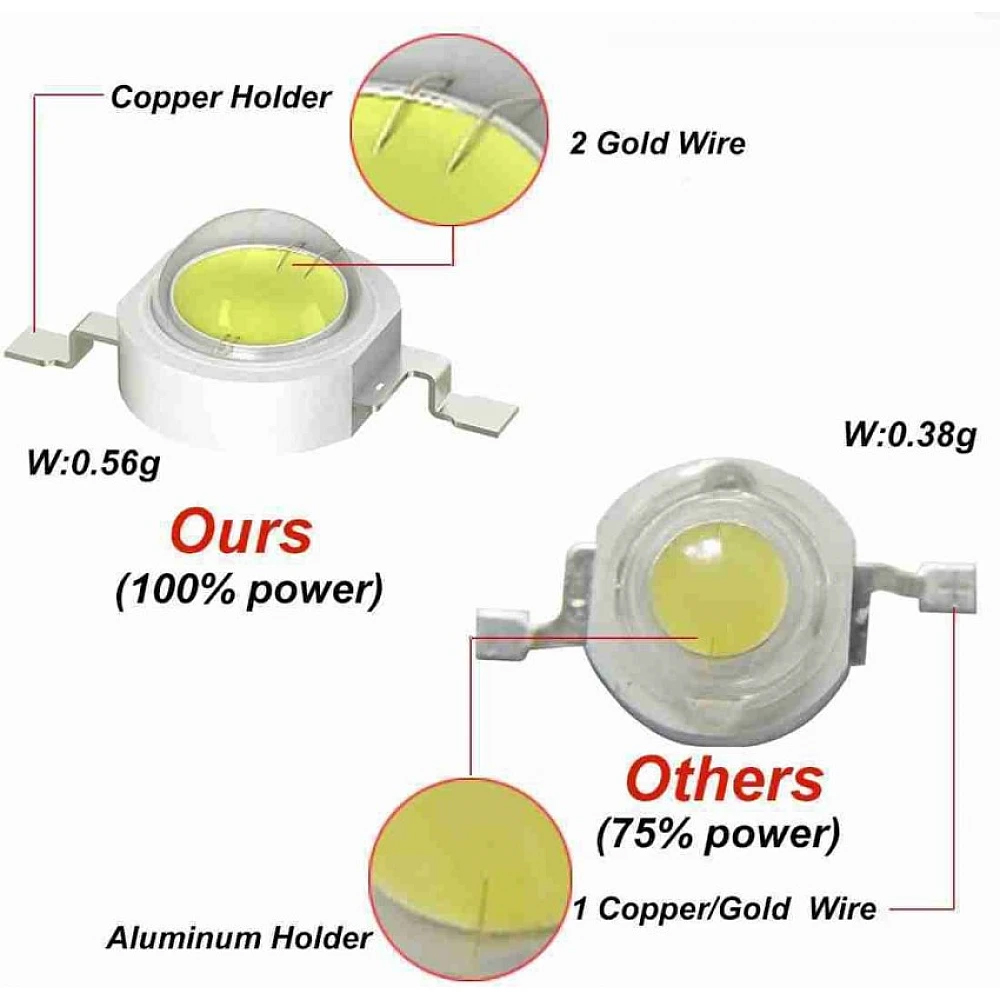 Copper Holder
2 Gold Wire
W:0.56g
W:0.38g
Ours
(100% power)
Others
(75% power)
1 Copper/Gold Wire
Aluminum Holder